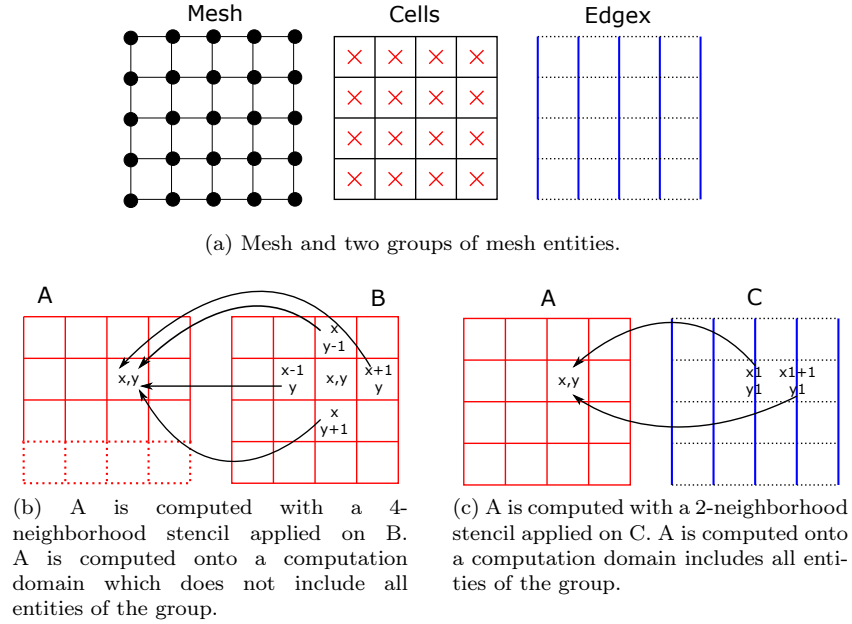 Mesh
Cells
Edgex
(a) Mesh and two groups of mesh entities.
A
B
x,y
x
y-1
x-1
y
x,y
x+1
y
x
y+1
(b) A is computed with a 4-
neighborhood stencil applied on B.
A is computed onto a computation
domain which does not include all
entities of the group.
A
C
x,y
x1
y1
x1+1
y1
(c) A is computed with a 2-neighborhood
stencil applied on C. A is computed onto
a computation domain includes all enti-
ties of the group.